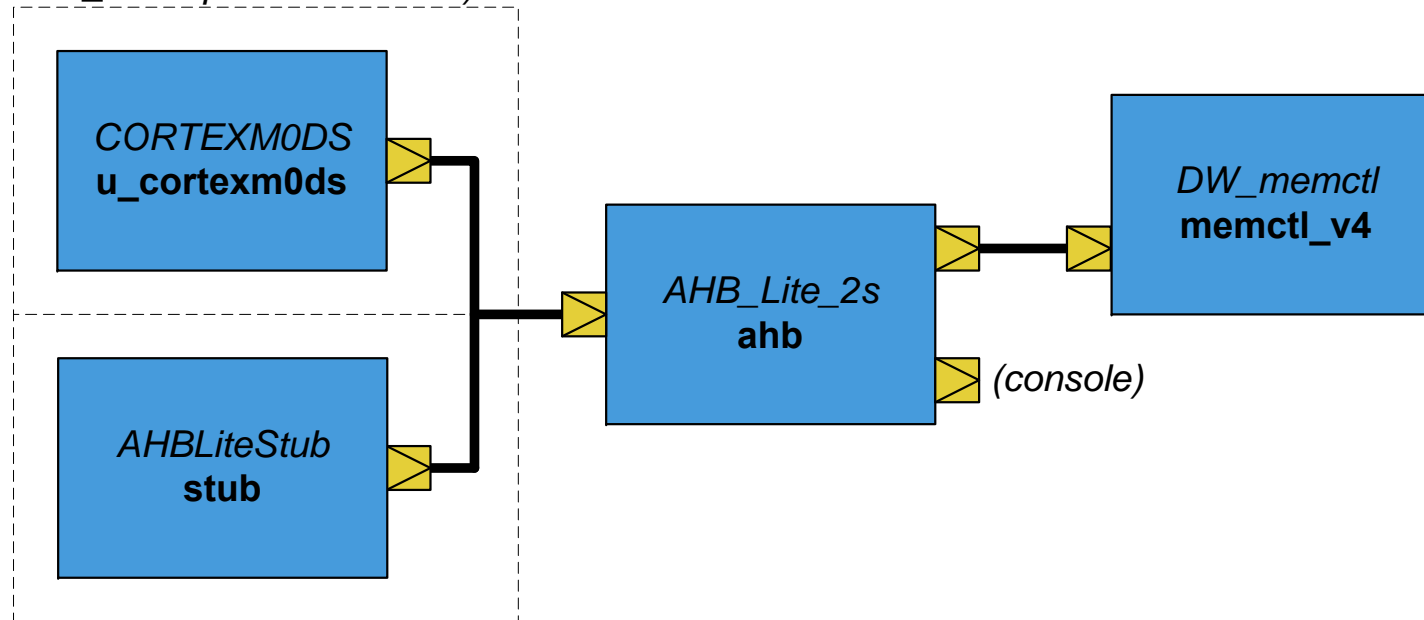 CORTEXM0DS
u_cortexm0ds
AHB_Lite_2s
ahb
DW_memctl
memctl_v4
(console)
AHBLiteStub
stub